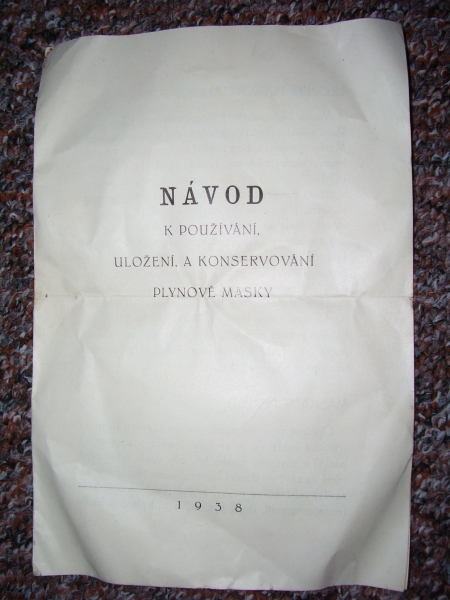 NÁVOD
K POUŽÍVÁNÍ,
ULOŽENÍ, A KONSERVOVÁNÍ
PLYNOVÉ MASKY
1938